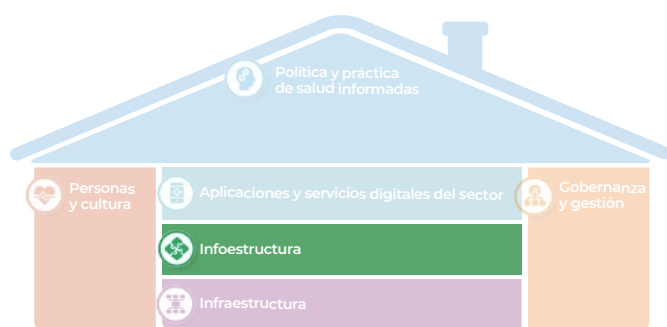 Política y práctica
de salud informadas
Personas
y cultura
Aplicaciones y servicios digitales del sector
Gobernanza
y gestión
Infoestructura
Infraestructura